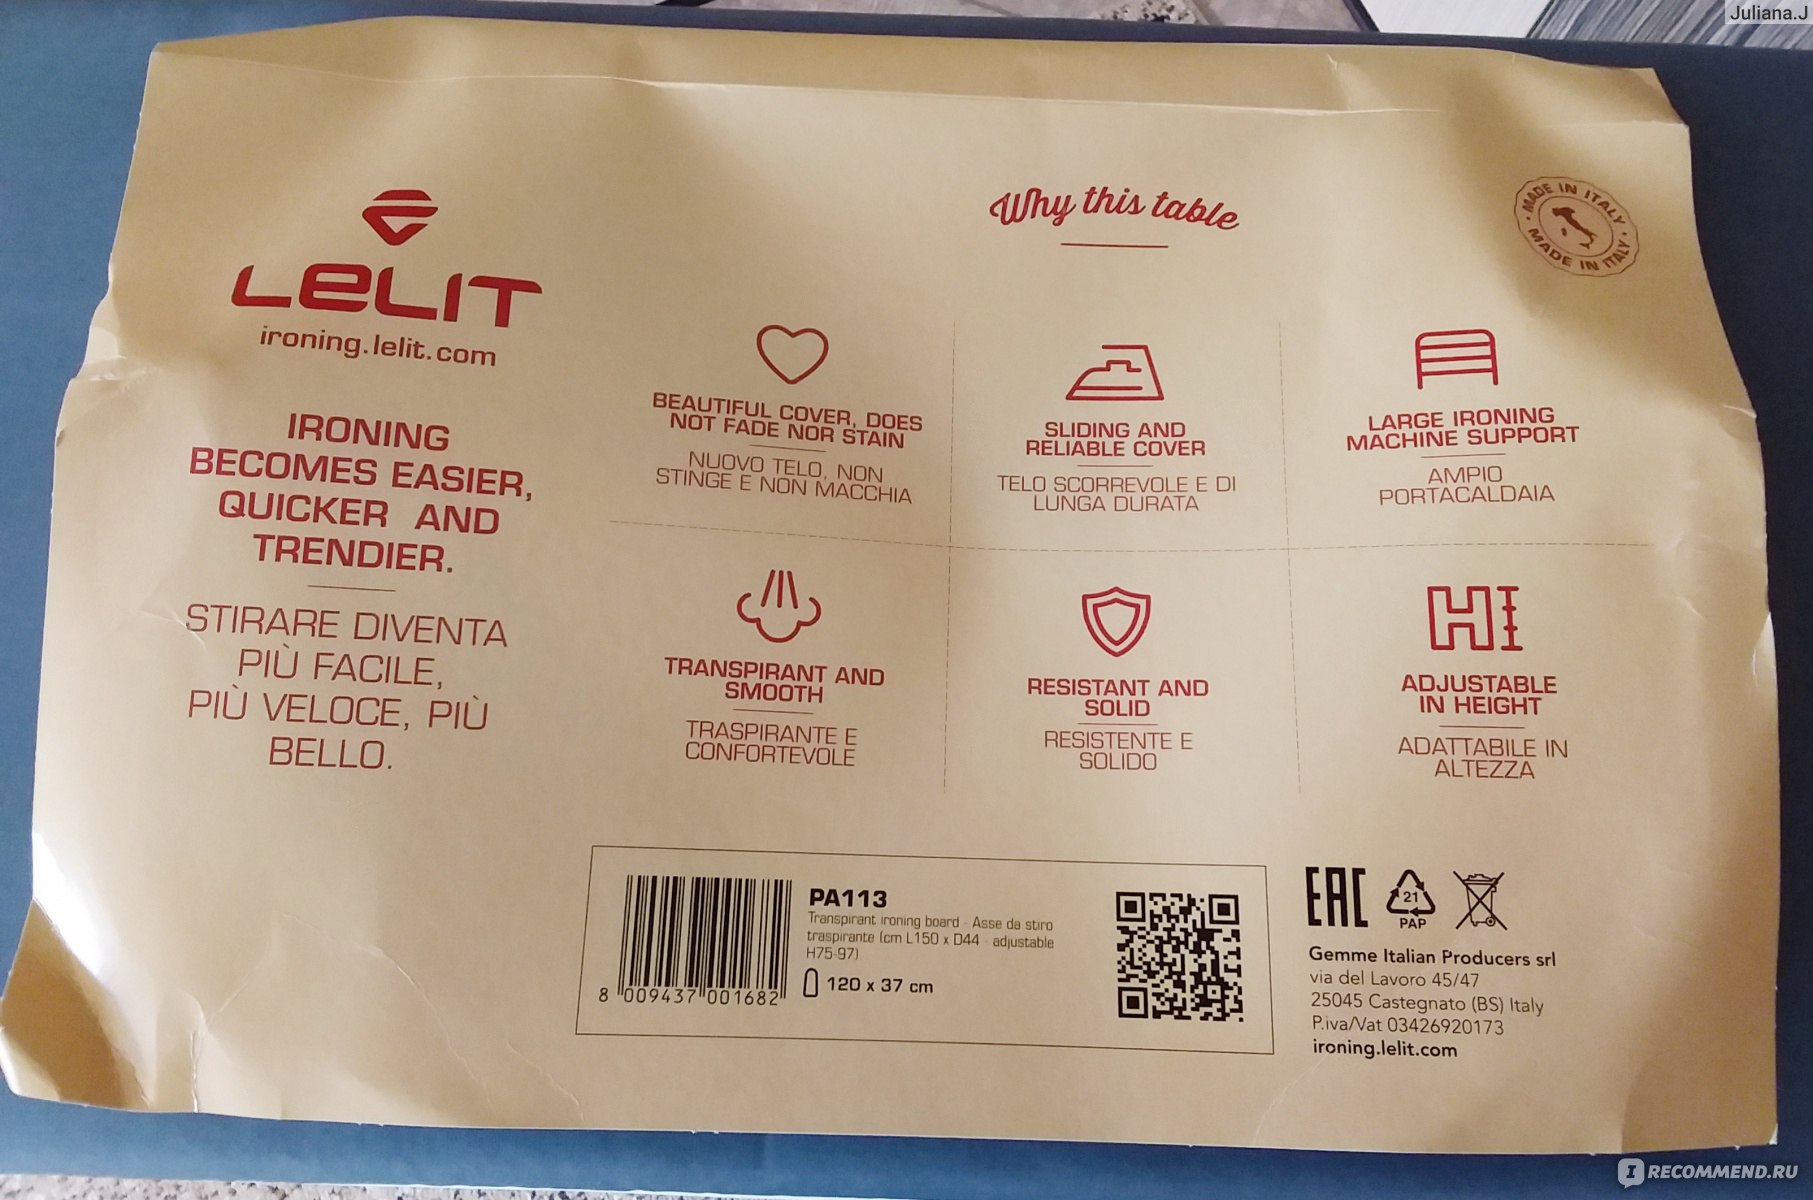 Juliana.J
LELIT
ironing.lelit.com
IRONING
BECOMES EASIER,
QUICKER AND
TRENDIER.
STIRARE DIVENTA
PIÙ FACILE,
PIÙ VELOCE, PIÙ
BELLO.
Why this table
MADE IN ITALY
MADE IN ITALY
BEAUTIFUL COVER, DOES
NOT FADE NOR STAIN
NUOVO TELO, NON
STINGE E NON MACCHIA
SLIDING AND
RELIABLE COVER
TELO SCORREVOLE E DI
LUNGA DURATA
LARGE IRONING
MACHINE SUPPORT
AMPIO
PORTACALDAIA
TRANSPIRANT AND
SMOOTH
TRASPIRANTE E
CONFORTEVOLE
RESISTANT AND
SOLID
RESISTENTE E
SOLIDO
HI
ADJUSTABLE
IN HEIGHT
ADATTABILE IN
ALTEZZA
8 009437 001682
PA113
Transpirant ironing board - Asse da stiro
traspirante (cm L150 x D44 - adjustable
H75-97)
120 x 37 cm
EAC
21
PAP
Gemme Italian Producers srl
via del Lavoro 45/47
25045 Castegnato (BS) Italy
P.iva/Vat 03426920173
ironing.lelit.com
IRECOMMEND.RU